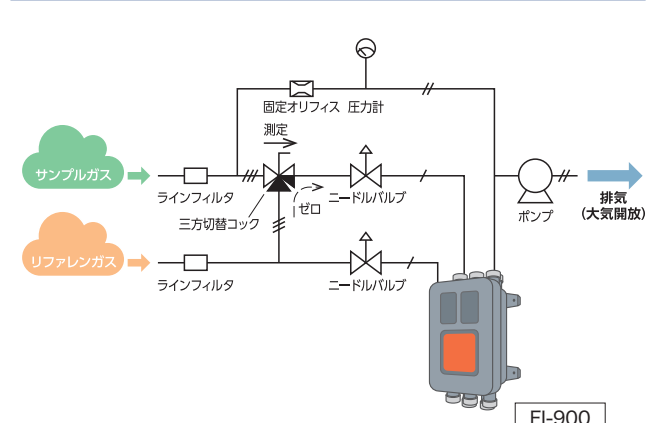 固定オリフィス
圧力計
測定
サンプルガス
ラインフィルタ
ゼロ
ニードルバルブ
三方切替コック
ポンプ
排気
(大気開放)
リファレンガス
ラインフィルタ
ニードルバルブ
FI-900